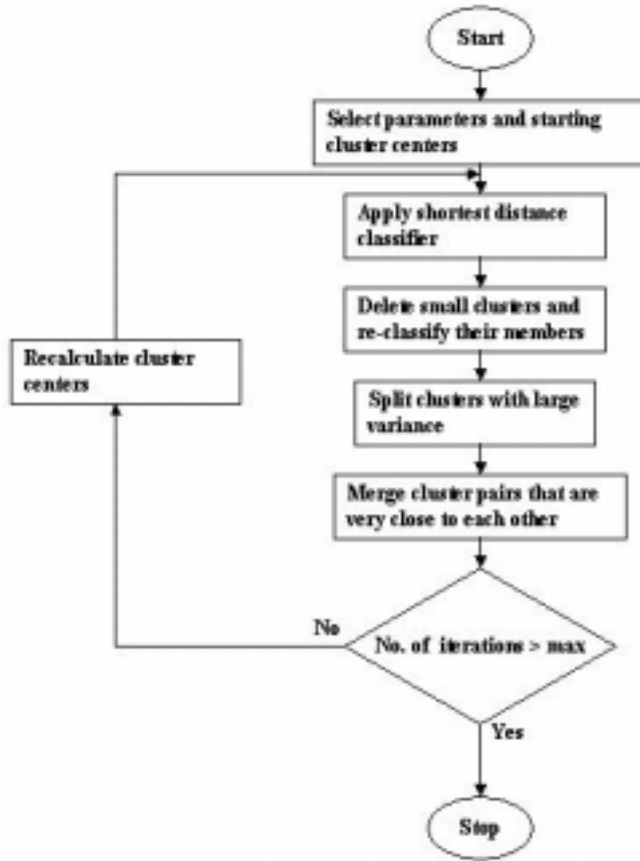 Start
Select parameters and starting
cluster centers
Apply shortest distance
classifier
Delete small clusters and
re-classify their members
Recalculate cluster
centers
Split clusters with large
variance
Merge cluster pairs that are
very close to each other
No
No. of iterations > max
Yes
Stop